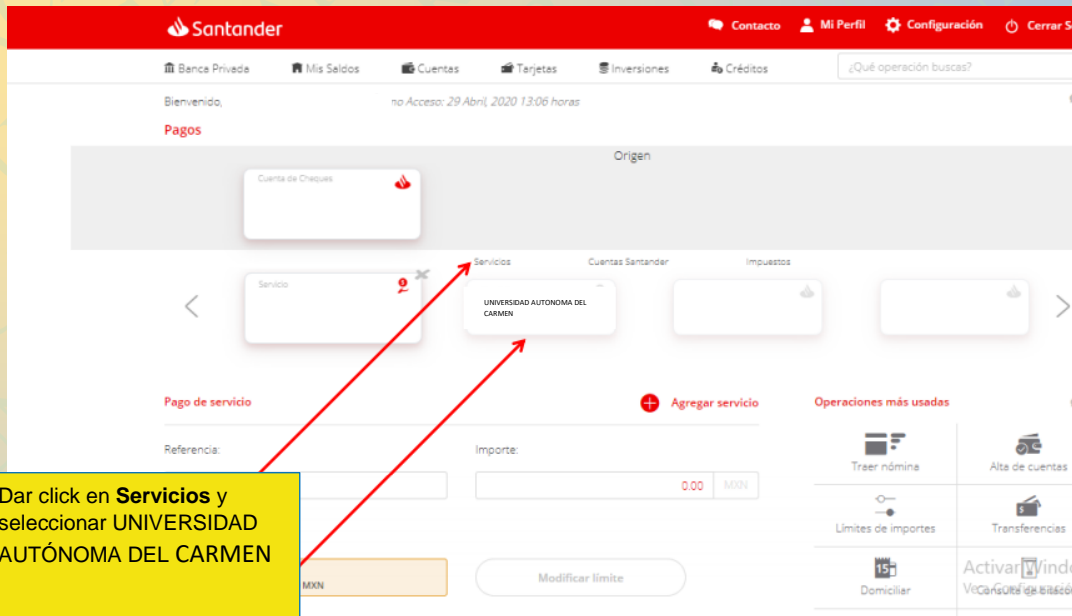 Santander
Contacto Mi Perfil Configuración Cerrar S
Banca Privada Mis Saldos Cuentas Tarjetas Inversiones Créditos ¿Qué operación buscas?
Bienvenido, no Acceso: 29 Abril, 2020 13:06 horas
Pagos
Origen
Cuenta de Cheques
Servicios Cuentas Santander Impuestos
Servicio
UNIVERSIDAD AUTONOMA DEL
CARMEN
Pago de servicio Agregar servicio Operaciones más usadas
Referencia: Importe:
0.00 MXN
Traer nómina Alta de cuentas
Límites de importes Transferencias
Dar click en Servicios y
seleccionar UNIVERSIDAD
AUTÓNOMA DEL CARMEN
MXN
Modificar límite
15
Domiciliar
Activar Windo